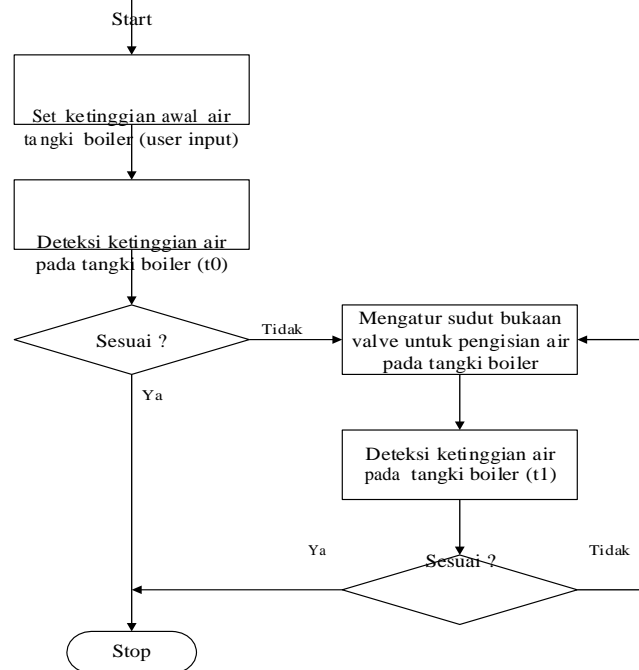 Start
Set ketinggian awal air
tangki boiler (user input)
Deteksi ketinggian air
pada tangki boiler (t0)
Sesuai ?
Tidak
Mengatur sudut bukaan
valve untuk pengisian air
pada tangki boiler
Ya
Deteksi ketinggian air
pada tangki boiler (t1)
Ya
Sesuai ?
Tidak
Stop